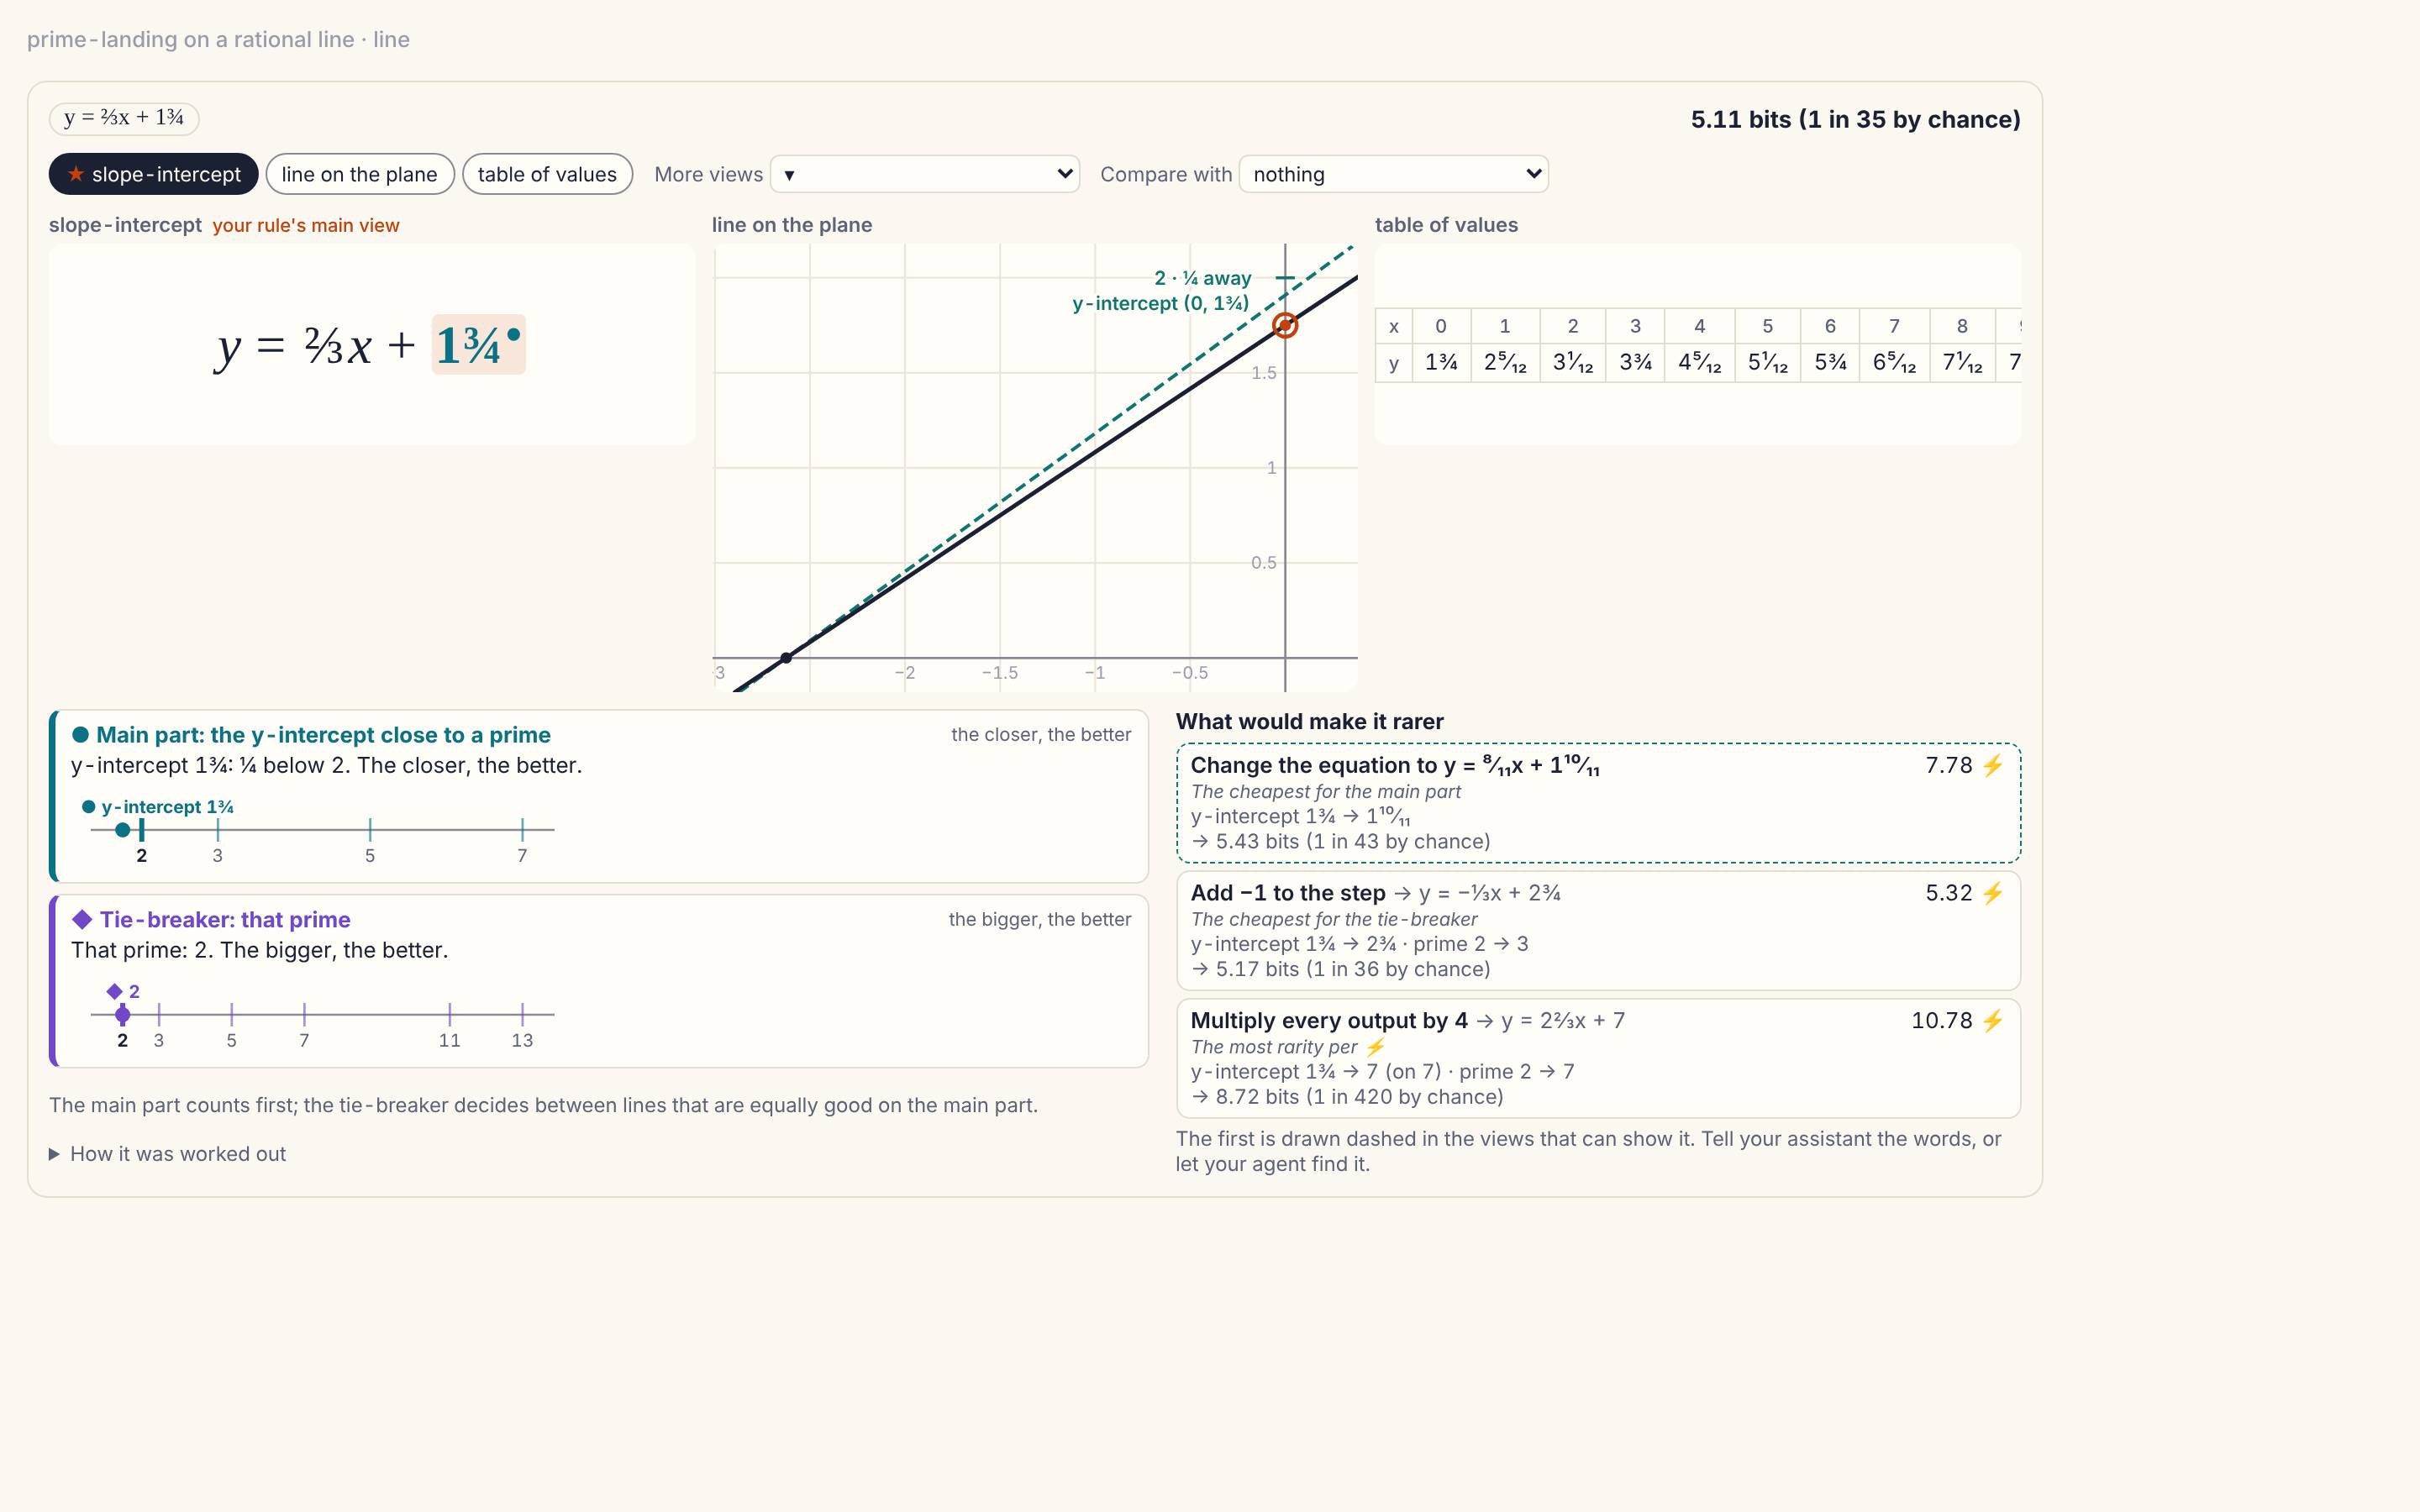 prime-landing on a rational line · line
y = ⅔x + 1¾
5.11 bits (1 in 35 by chance)
★ slope-intercept
line on the plane
table of values
More views
▾
Compare with
nothing
slope-intercept your rule's main view
y = ⅔x + 1¾
line on the plane
2 · ¼ away
y-intercept (0, 1¾)
1.5
1
0.5
3
−2
−1.5
−1
−0.5
table of values
x 0 1 2 3 4 5 6 7 8
y 1¾ 2⁵⁄₁₂ 3¹⁄₁₂ 3¾ 4⁵⁄₁₂ 5¹⁄₁₂ 5¾ 6⁵⁄₁₂ 7¹⁄₁₂ 7
● Main part: the y-intercept close to a prime
the closer, the better
y-intercept 1¾: ¼ below 2. The closer, the better.
● y-intercept 1¾
2 3 5 7
◆ Tie-breaker: that prime
the bigger, the better
That prime: 2. The bigger, the better.
◆ 2
2 3 5 7 11 13
The main part counts first; the tie-breaker decides between lines that are equally good on the main part.
▶ How it was worked out
What would make it rarer
Change the equation to y = ⁸⁄₁₁x + 1¹⁰⁄₁₁
7.78 ⚡
The cheapest for the main part
y-intercept 1¾ → 1¹⁰⁄₁₁
→ 5.43 bits (1 in 43 by chance)
Add −1 to the step → y = −⅓x + 2¾
5.32 ⚡
The cheapest for the tie-breaker
y-intercept 1¾ → 2¾ · prime 2 → 3
→ 5.17 bits (1 in 36 by chance)
Multiply every output by 4 → y = 2⅔x + 7
10.78 ⚡
The most rarity per ⚡
y-intercept 1¾ → 7 (on 7) · prime 2 → 7
→ 8.72 bits (1 in 420 by chance)
The first is drawn dashed in the views that can show it. Tell your assistant the words, or
let your agent find it.